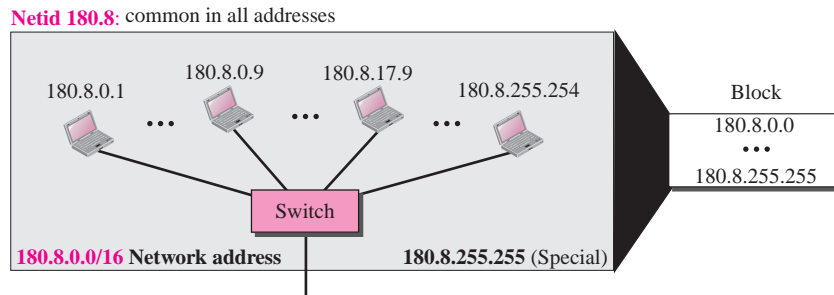 Netid 180.8: common in all addresses
180.8.0.1
180.8.0.9
180.8.17.9
180.8.255.254
•••
•••
•••
Switch
180.8.0.0/16 Network address
180.8.255.255 (Special)
Block
180.8.0.0
•••
180.8.255.255